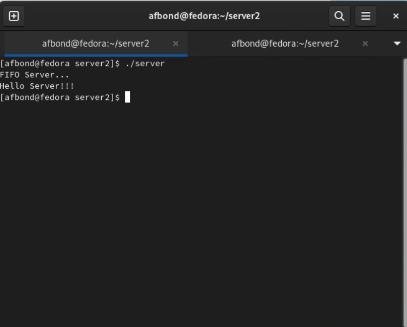 afbond@fedora:~/server2
afbond@fedora:~/server2 afbond@fedora:~/server2
[afbond@fedora server2]$ ./server
FIFO Server...
Hello Server!!!
[afbond@fedora server2]$